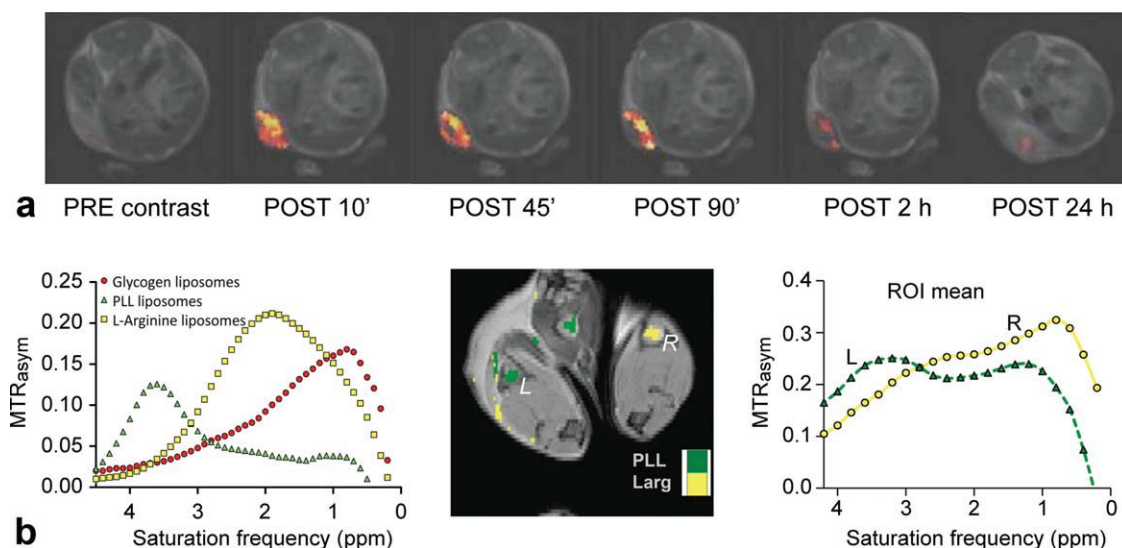 a
PRE contrast
POST 10'
POST 45'
POST 90'
POST 2 h
POST 24 h
b
MTRasym
0.25
0.20
0.15
0.10
0.05
0.00
Glycogen liposomes
PLL liposomes
L-Arginine liposomes
4
3
2
1
0
Saturation frequency (ppm)
L
R
PLL
Larg
MTRasym
0.4
0.3
0.2
0.1
0.0
ROI mean
L
R
4
3
2
1
0
Saturation frequency (ppm)